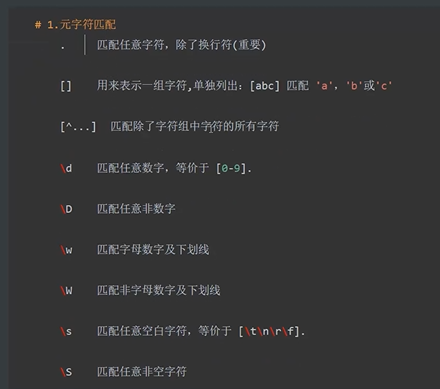 # 1.元字符匹配
. 匹配任意字符，除了换行符(重要)
[] 用来表示一组字符,单独列出：[abc] 匹配 'a'，'b'或'c'
[^...] 匹配除了字符组中字符的所有字符
\d 匹配任意数字，等价于 [0-9].
\D 匹配任意非数字
\w 匹配字母数字及下划线
\W 匹配非字母数字及下划线
\s 匹配任意空白字符，等价于 [\t\n\r\f].
\S 匹配任意非空字符